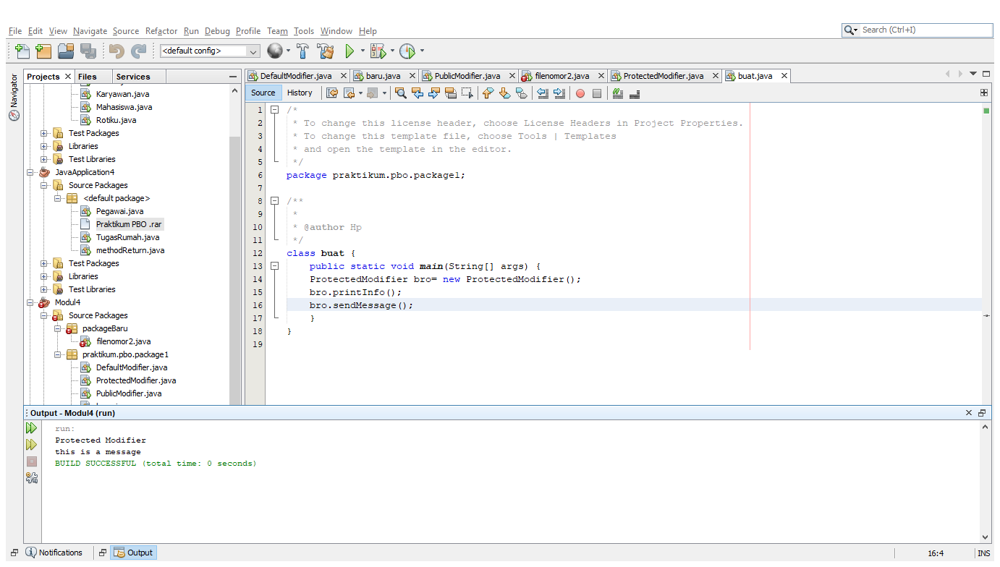 File Edit View Navigate Source Refactor Run Debug Profile Team Tools Window Help
Search (Ctrl+I)
<default config>
Navigator
Projects Files Services
Karyawan.java
Mahasiswa.java
Rotiku.java
Test Packages
Libraries
Test Libraries
JavaApplication4
Source Packages
<default package>
Pegawai.java
Praktikum PBO .rar
TugasRumah.java
methodReturn.java
Test Packages
Libraries
Test Libraries
Modul4
Source Packages
packageBaru
filenomor2.java
praktikum.pbo.package1
DefaultModifier.java
ProtectedModifier.java
PublicModifier.java
DefaultModifier.java baru.java PublicModifier.java filenomor2.java ProtectedModifier.java buat.java
Source History
1 /*
2 * To change this license header, choose License Headers in Project Properties.
3 * To change this template file, choose Tools | Templates
4 * and open the template in the editor.
5 */
6 package praktikum.pbo.package1;
7
8 /**
9 *
10 * @author Hp
11 */
12 class buat {
13 public static void main(String[] args) {
14 ProtectedModifier bro= new ProtectedModifier();
15 bro.printInfo();
16 bro.sendMessage();
17 }
18 }
19
Output - Modul4 (run)
run:
Protected Modifier
this is a message
BUILD SUCCESSFUL (total time: 0 seconds)
Notifications Output
16:4 INS